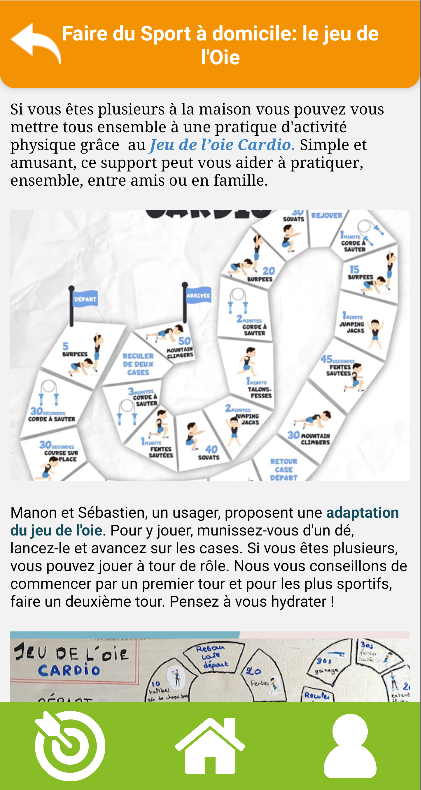 Faire du Sport à domicile: le jeu de
l'Oie
Si vous êtes plusieurs à la maison vous pouvez vous
mettre tous ensemble à une pratique d'activité
physique grâce au Jeu de l'oie Cardio. Simple et
amusant, ce support peut vous aider à pratiquer,
ensemble, entre amis ou en famille.
CARDIO
DÉPART
5
BURPEES
30 SECONDES
CORDE À SAUTER
30 SECONDES
COURSE SUR
PLACE
ARRIVÉE
50
MOUNTAIN
CLIMBERS
RECULER
DE DEUX
CASES
3 MINUTES
CORDE À
SAUTER
1 MINUTE
FENTES
SAUTÉES
40
SQUATS
2 MINUTES
JUMPING
JACKS
1 MINUTE
TALONS-
FESSES
2 MINUTES
CORDE À
SAUTER
20
BURPEES
30
SQUATS
REJOUER
1 MINUTE
CORDE À
SAUTER
15
BURPEES
1 MINUTE
JUMPING
JACKS
45 SECONDES
FENTES
SAUTÉES
30 MOUNTAIN
CLIMBERS
RETOUR
CASE
DÉPART
Manon et Sébastien, un usager, proposent une adaptation
du jeu de l'oie. Pour y jouer, munissez-vous d'un dé,
lancez-le et avancez sur les cases. Si vous êtes plusieurs,
vous pouvez jouer à tour de rôle. Nous vous conseillons de
commencer par un premier tour et pour les plus sportifs,
faire un deuxième tour. Pensez à vous hydrater !
JEU DE L'OIE
CARDIO
DÉPART
10
Retour
case
départ
20
fentes
30s
gainage
30s
Reculer